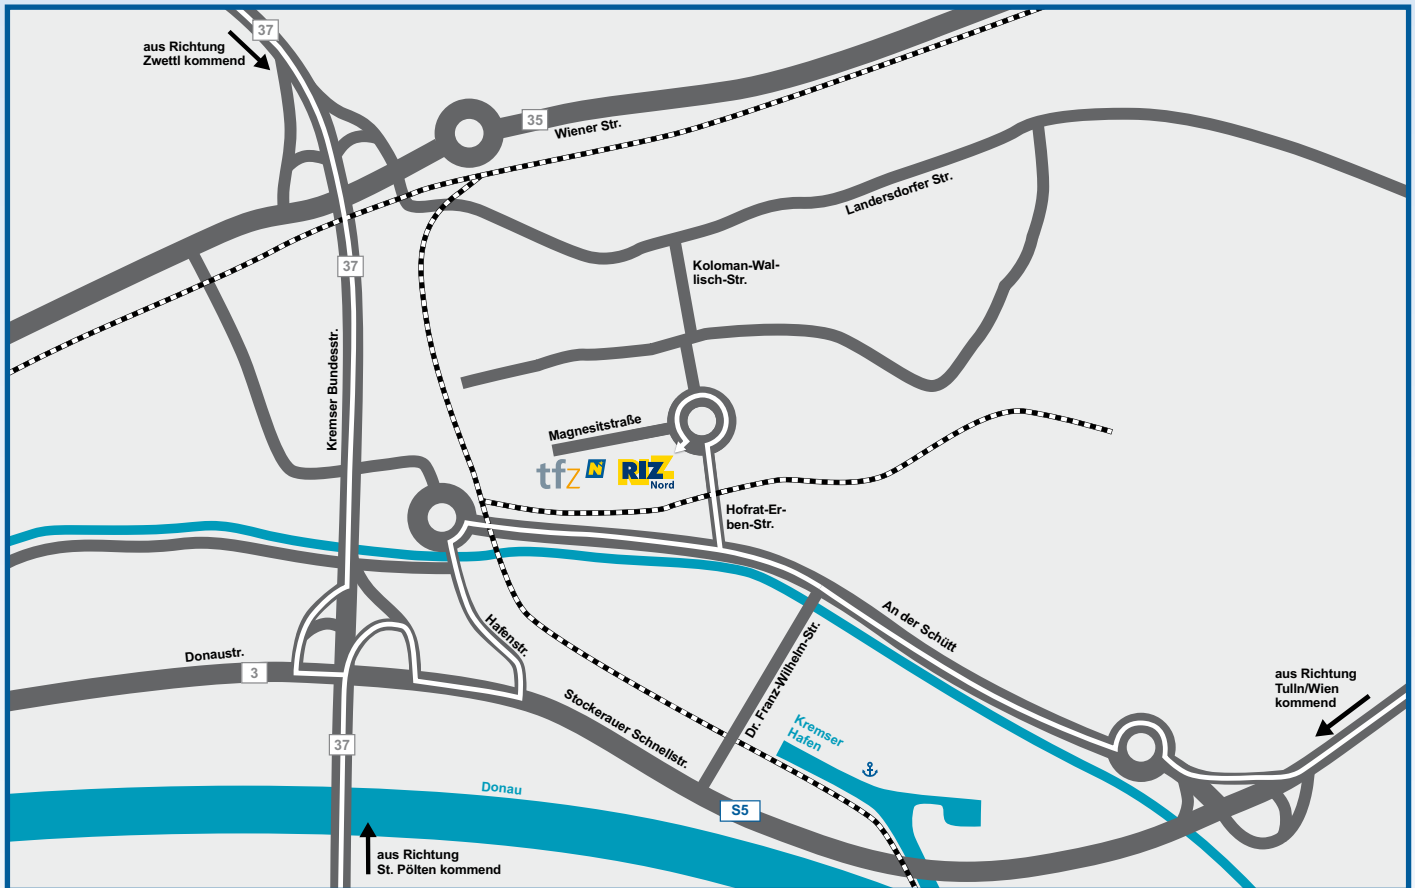 37
aus Richtung
Zwettl kommend
35
Wiener Str.
Landersdorfer Str.
37
Koloman-Wal-
lisch-Str.
Kremser Bundesstr.
Magnesitstraße
tfz N RIZ
Nord
Hofrat-Er-
ben-Str.
An der Schütt
Hafenstr.
Donaustr.
3
Dr. Franz-Wilhelm-Str.
aus Richtung
Tulln/Wien
kommend
Stockerauer Schnellstr.
Kremser
Hafen
37
Donau
S5
aus Richtung
St. Pölten kommend